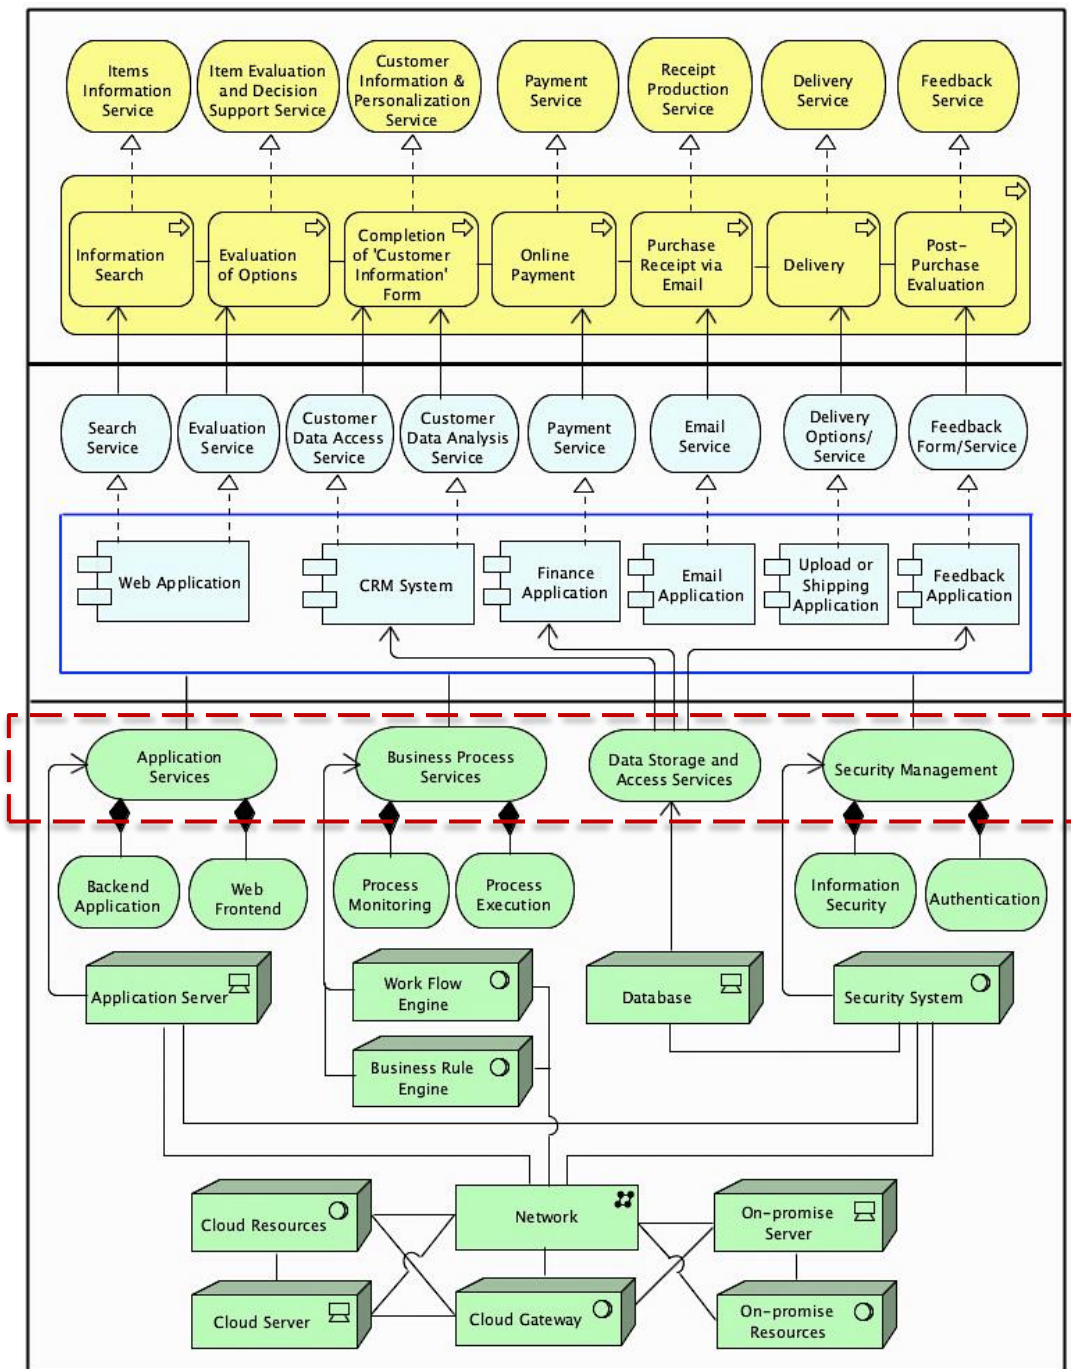 Items
Information
Service
Item Evaluation
and Decision
Support Service
Customer
Information &
Personalization
Service
Payment
Service
Receipt
Production
Service
Delivery
Service
Feedback
Service
Information
Search
Evaluation
of Options
Completion
of 'Customer
Information'
Form
Online
Payment
Purchase
Receipt via
Email
Delivery
Post-
Purchase
Evaluation
Search
Service
Evaluation
Service
Customer
Data Access
Service
Customer
Data Analysis
Service
Payment
Service
Email
Service
Delivery
Options/
Service
Feedback
Form/Service
Web Application
CRM System
Finance
Application
Email
Application
Upload or
Shipping
Application
Feedback
Application
Application
Services
Business Process
Services
Data Storage and
Access Services
Security Management
Backend
Application
Web
Frontend
Process
Monitoring
Process
Execution
Information
Security
Authentication
Application Server
Work Flow
Engine
Database
Security System
Business Rule
Engine
Cloud Resources
Network
On-promise
Server
Cloud Server
Cloud Gateway
On-promise
Resources